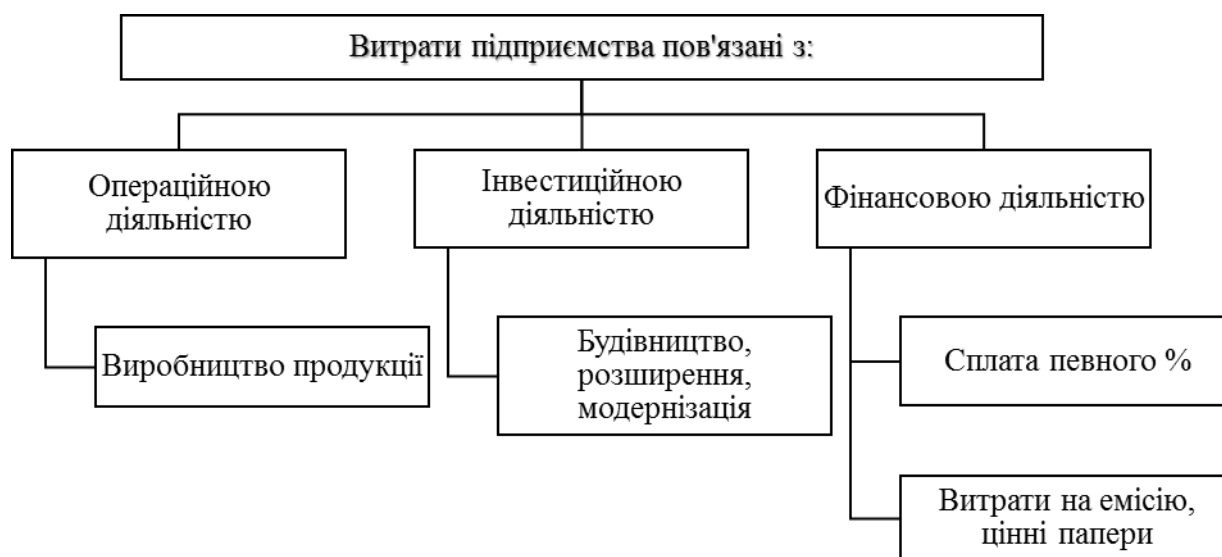 Витрати підприємства пов'язані з:
Операційною
діяльністю
Інвестиційною
діяльністю
Фінансовою діяльністю
Виробництво продукції
Будівництво,
розширення,
модернізація
Сплата певного %
Витрати на емісію,
цінні папери